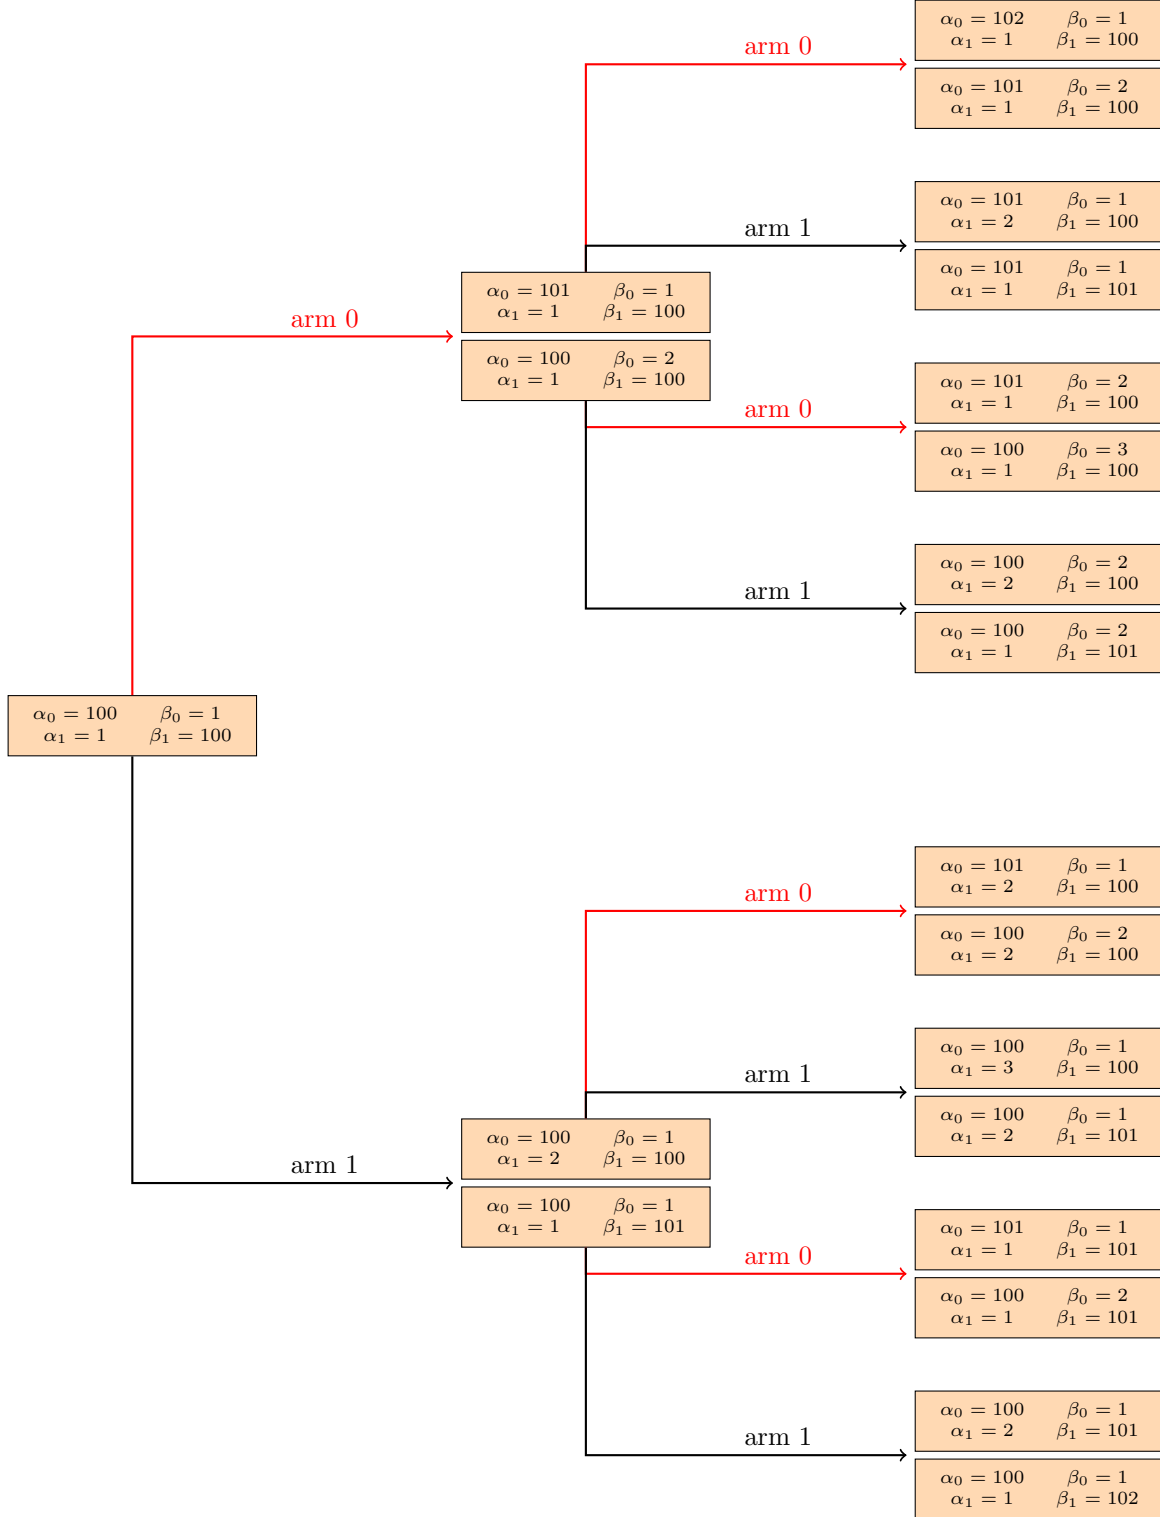 arm 0
α₀ = 102 β₀ = 1
α₁ = 1 β₁ = 100
α₀ = 101 β₀ = 2
α₁ = 1 β₁ = 100
arm 1
α₀ = 101 β₀ = 1
α₁ = 2 β₁ = 100
α₀ = 101 β₀ = 1
α₁ = 1 β₁ = 101
arm 0
α₀ = 101 β₀ = 1
α₁ = 1 β₁ = 100
α₀ = 100 β₀ = 2
α₁ = 1 β₁ = 100
arm 0
α₀ = 101 β₀ = 2
α₁ = 1 β₁ = 100
α₀ = 100 β₀ = 3
α₁ = 1 β₁ = 100
arm 1
α₀ = 100 β₀ = 2
α₁ = 2 β₁ = 100
α₀ = 100 β₀ = 2
α₁ = 1 β₁ = 101
α₀ = 100 β₀ = 1
α₁ = 1 β₁ = 100
arm 0
α₀ = 101 β₀ = 1
α₁ = 2 β₁ = 100
α₀ = 100 β₀ = 2
α₁ = 2 β₁ = 100
arm 1
α₀ = 100 β₀ = 1
α₁ = 3 β₁ = 100
α₀ = 100 β₀ = 1
α₁ = 2 β₁ = 101
arm 1
α₀ = 100 β₀ = 1
α₁ = 2 β₁ = 100
α₀ = 100 β₀ = 1
α₁ = 1 β₁ = 101
arm 0
α₀ = 101 β₀ = 1
α₁ = 1 β₁ = 101
α₀ = 100 β₀ = 2
α₁ = 1 β₁ = 101
arm 1
α₀ = 100 β₀ = 1
α₁ = 2 β₁ = 101
α₀ = 100 β₀ = 1
α₁ = 1 β₁ = 102